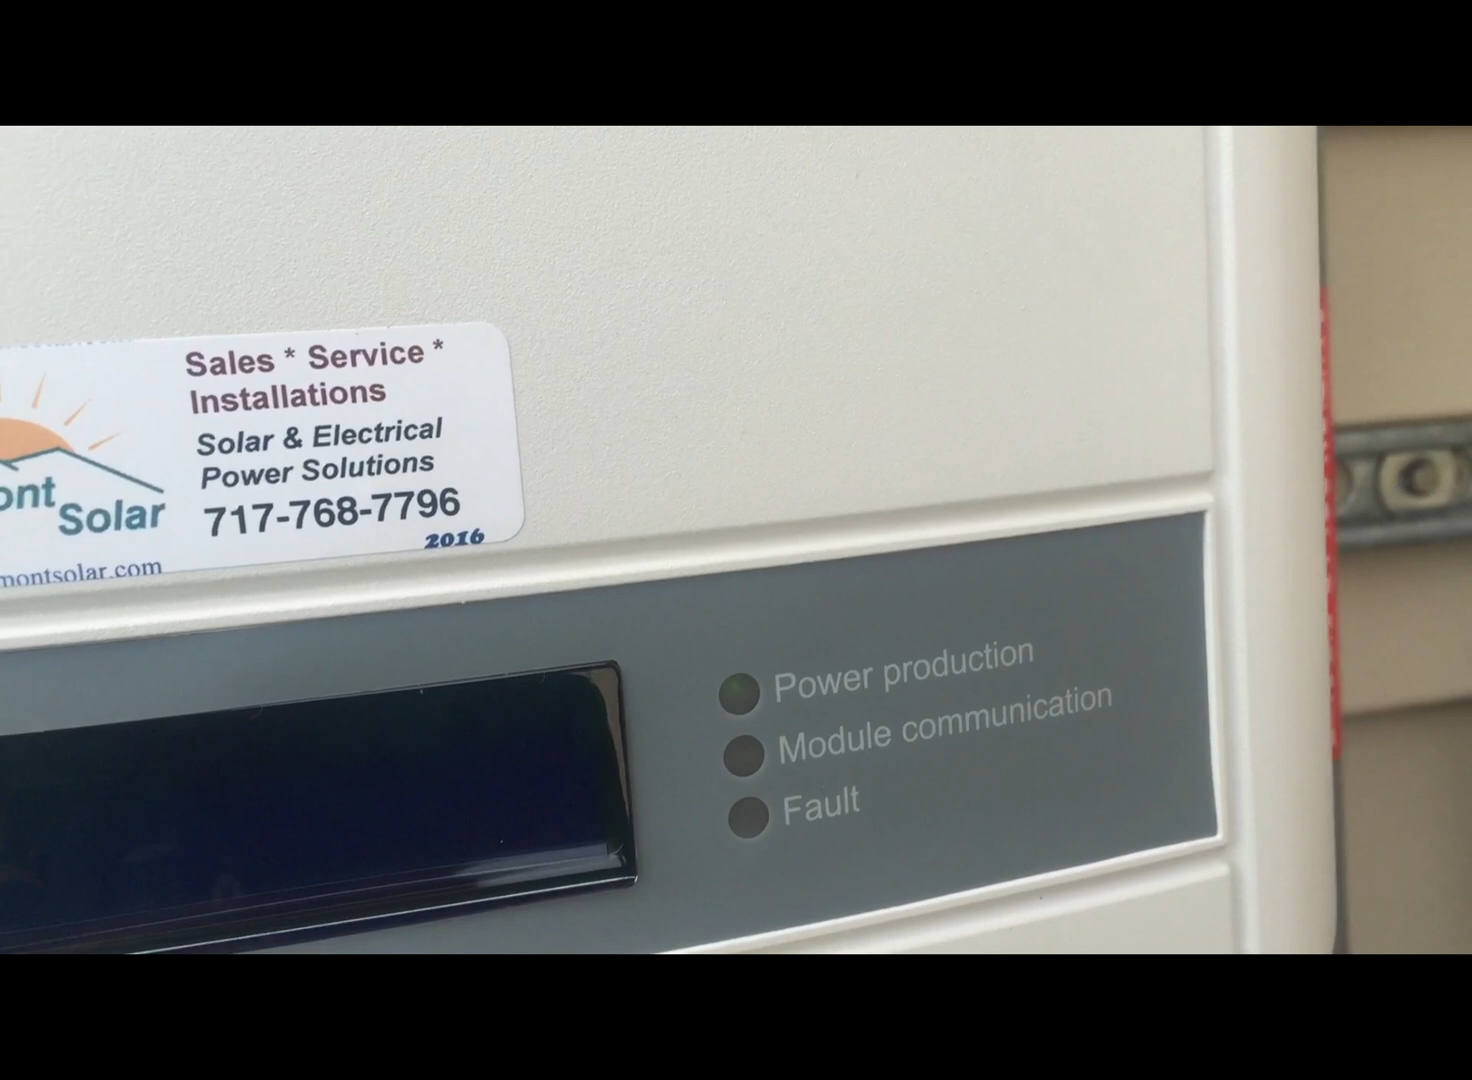 Sales * Service *
Installations
Solar & Electrical
Power Solutions
ont
Solar
717-768-7796
2016
montsolar.com
Power production
Module communication
Fault